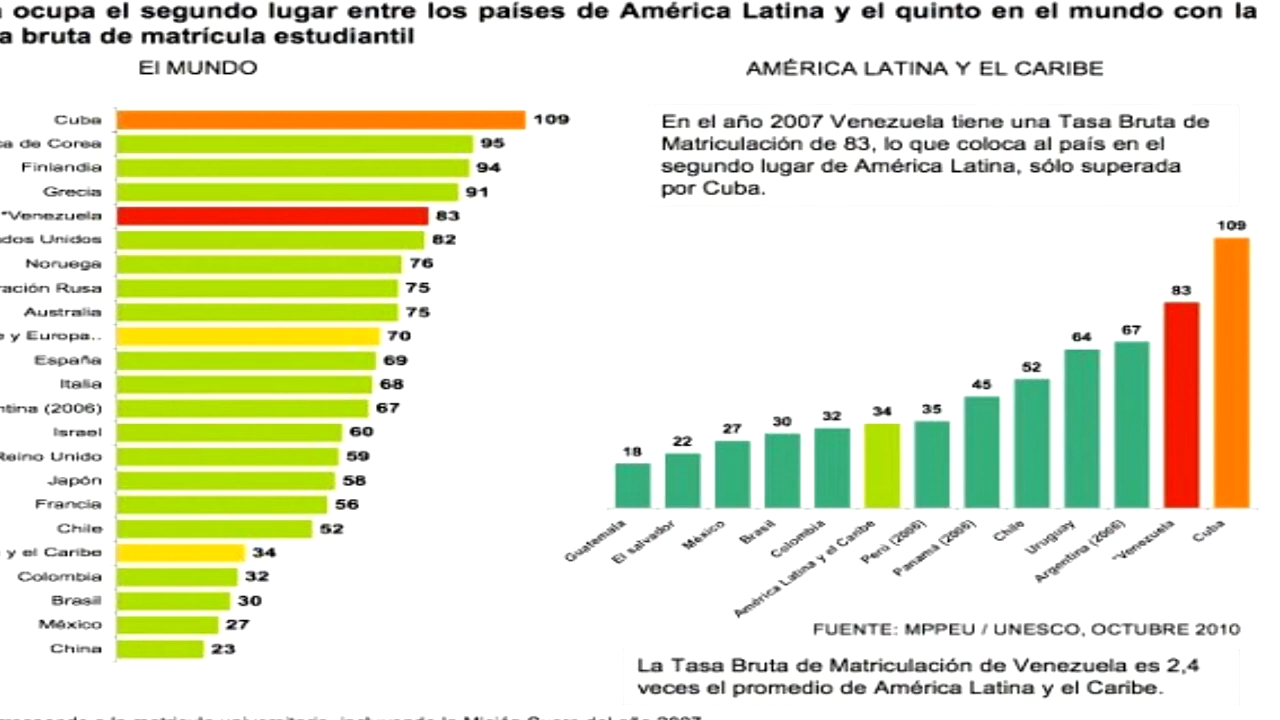 ocupa el segundo lugar entre los países de América Latina y el quinto en el mundo con la
a bruta de matrícula estudiantil
El MUNDO
Cuba 109
ca de Corea 95
Finlandia 94
Grecia 91
*Venezuela 83
dos Unidos 82
Noruega 76
ración Rusa 75
Australia 75
e y Europa.. 70
España 69
Italia 68
ntina (2006) 67
Israel 60
Reino Unido 59
Japón 58
Francia 56
Chile 52
y el Caribe 34
Colombia 32
Brasil 30
México 27
China 23
AMÉRICA LATINA Y EL CARIBE
En el año 2007 Venezuela tiene una Tasa Bruta de
Matriculación de 83, lo que coloca al país en el
segundo lugar de América Latina, sólo superada
por Cuba.
18 22 27 30 32 34 35 45 52 64 67 83 109
Guatemala
El salvador
México
Brasil
Colombia
América Latina y el Caribe
Perú (2006)
Panamá (2006)
Chile
Uruguay
Argentina (2006)
*Venezuela
Cuba
FUENTE: MPPEU / UNESCO, OCTUBRE 2010
La Tasa Bruta de Matriculación de Venezuela es 2,4
veces el promedio de América Latina y el Caribe.